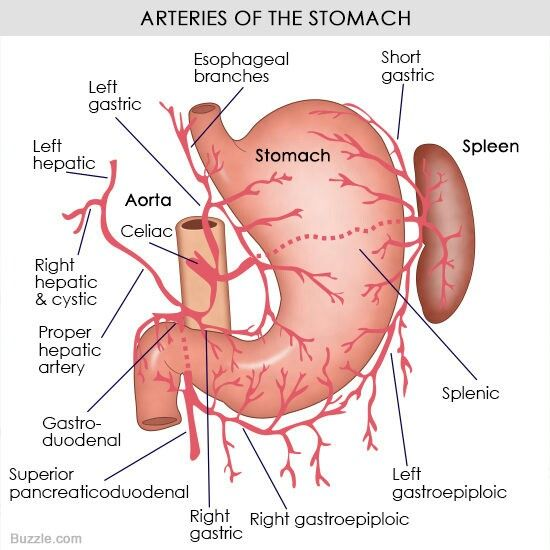 ARTERIES OF THE STOMACH
Esophageal
branches
Short
gastric
Left
gastric
Left
hepatic
Stomach
Spleen
Aorta
Celiac
Right
hepatic
& cystic
Proper
hepatic
artery
Splenic
Gastro-
duodenal
Superior
pancreaticoduodenal
Left
gastroepiploic
Right
gastric
Right gastroepiploic
Buzzle.com